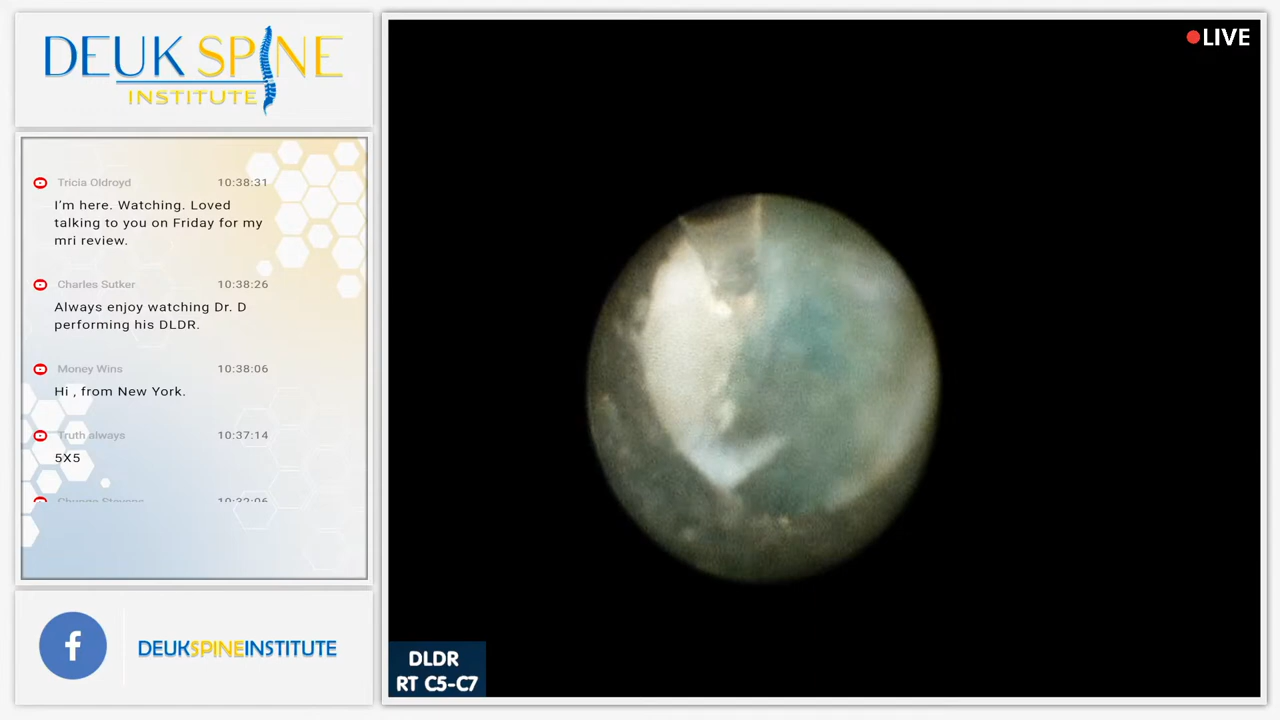 DEUK SPINE
INSTITUTE
Tricia Oldroyd 10:38:31
I'm here. Watching. Loved
talking to you on Friday for my
mri review.
Charles Sutker 10:38:26
Always enjoy watching Dr. D
performing his DLDR.
Money Wins 10:38:06
Hi , from New York.
Truth always 10:37:14
5X5
f
DEUKSPINEINSTITUTE
LIVE
DLDR
RT C5-C7